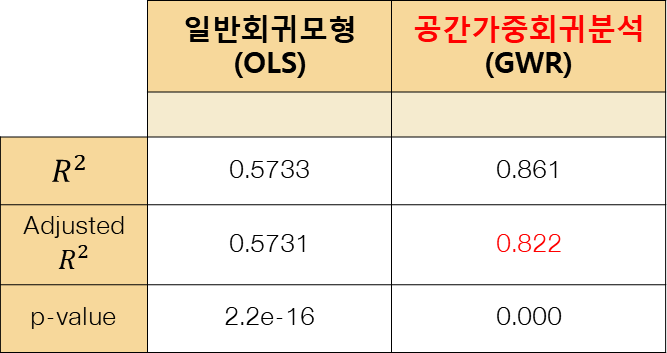 일반회귀모형 공간가중회귀분석
(OLS) (GWR)
R² 0.5733 0.861
Adjusted
R² 0.5731 0.822
p-value 2.2e-16 0.000